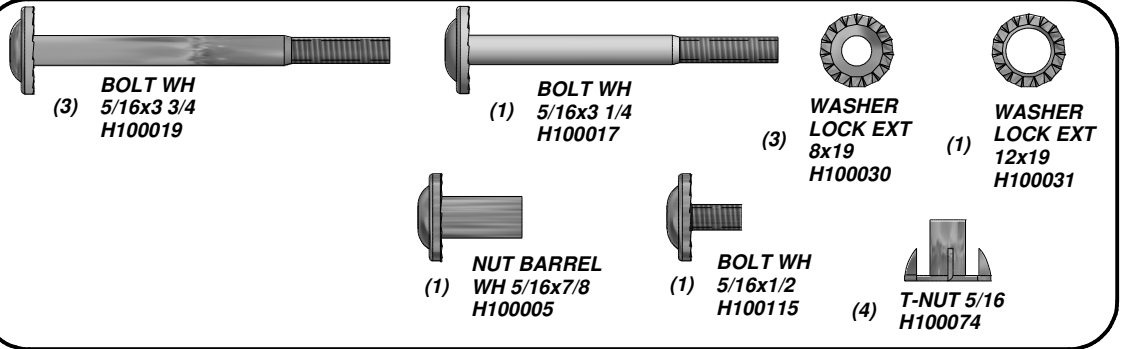 (3)
BOLT WH
5/16x3 3/4
H100019
(1)
BOLT WH
5/16x3 1/4
H100017
(3)
WASHER
LOCK EXT
8x19
H100030
(1)
WASHER
LOCK EXT
12x19
H100031
(1)
NUT BARREL
WH 5/16x7/8
H100005
(1)
BOLT WH
5/16x1/2
H100115
(4)
T-NUT 5/16
H100074